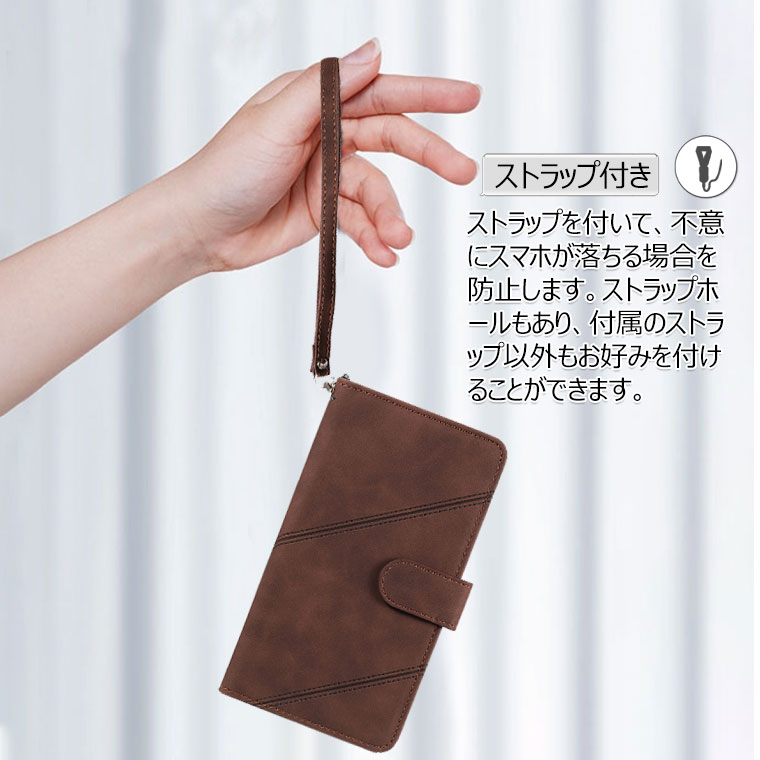 ストラップ付き
ストラップを付いて、不意
にスマホが落ちる場合を
防止します。ストラップホ
ールもあり、付属のストラ
ップ以外もお好みを付け
ることができます。